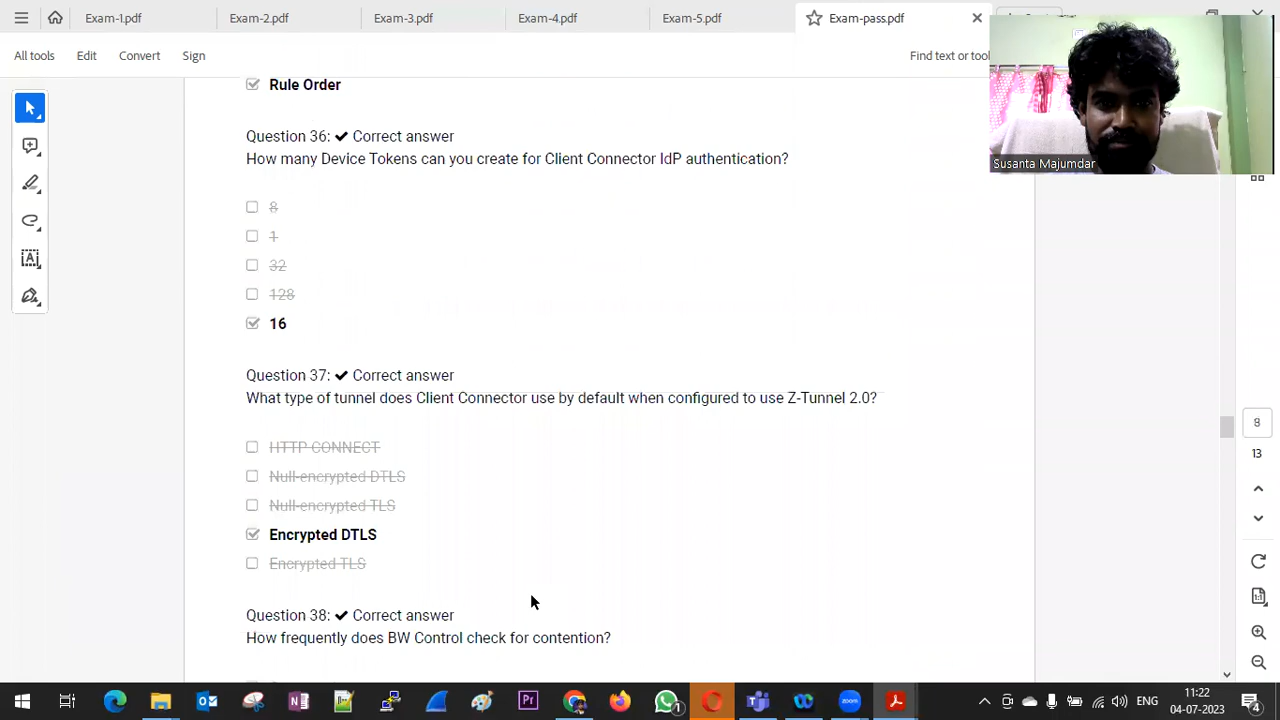 Exam-1.pdf
Exam-2.pdf
Exam-3.pdf
Exam-4.pdf
Exam-5.pdf
Exam-pass.pdf
All tools
Edit
Convert
Sign
Find text or tool
Susanta Majumdar
Rule Order
Question 36: ✔ Correct answer
How many Device Tokens can you create for Client Connector IdP authentication?
8
1
32
128
16
Question 37: ✔ Correct answer
What type of tunnel does Client Connector use by default when configured to use Z-Tunnel 2.0?
HTTP CONNECT
Null-encrypted DTLS
Null-encrypted TLS
Encrypted DTLS
Encrypted TLS
Question 38: ✔ Correct answer
How frequently does BW Control check for contention?
8
13
1:1
1
Pr
ENG
11:22
04-07-2023
4